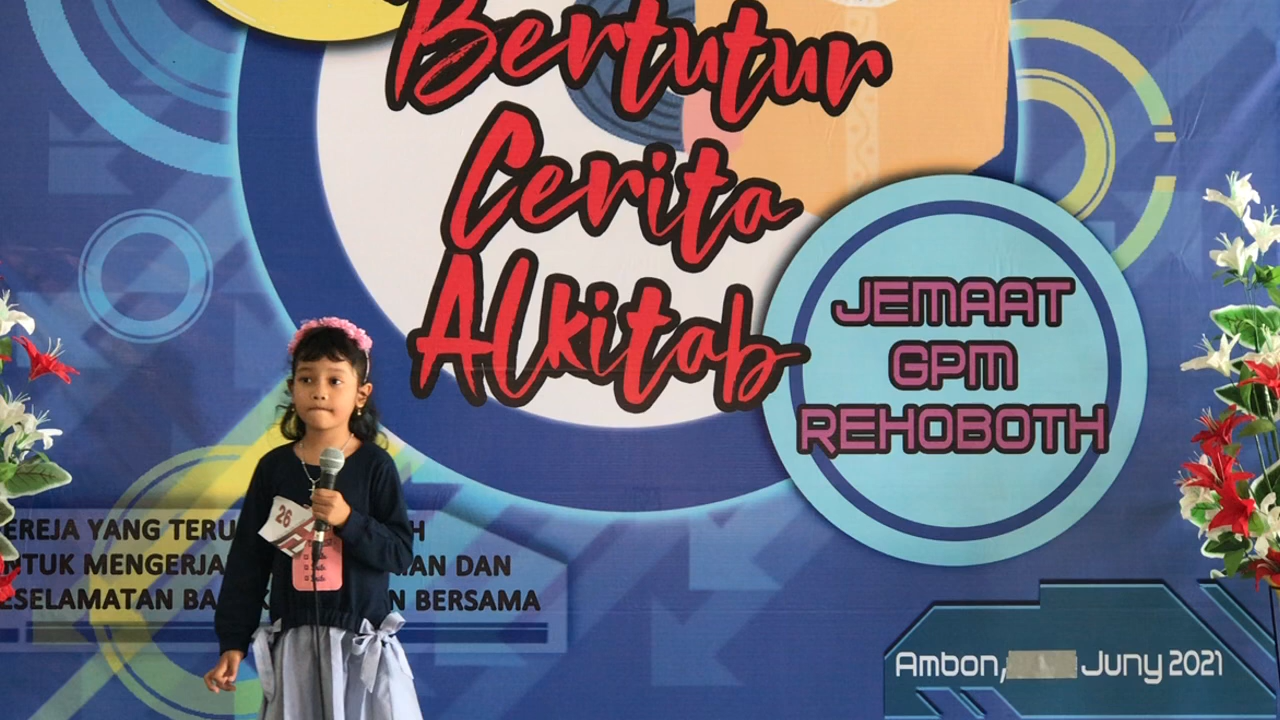 Bertutur
Cerita
Alkitab
JEMAAT
GPM
REHOBOTH
26
EREJA YANG TERU H
NTUK MENGERJA AN DAN
ESELAMATAN BA N BERSAMA
Ambon, Juny 2021